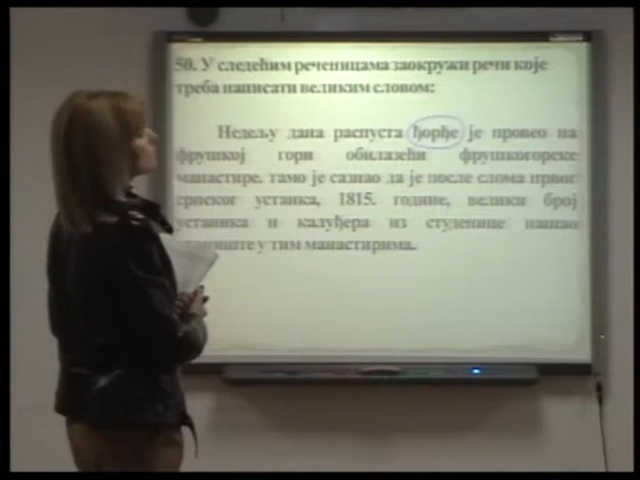 50. У следећим реченицама заокружи речи које
треба написати великим словом:
Недељу дана распуста ђорђе је провео на
фрушкој гори обилазећи фрушкогорске
манастире. тамо је сазнао да је после слома првог
српског устанка, 1815. године, велики број
устаника и калуђера из студенице нашао
у тим манастирима.